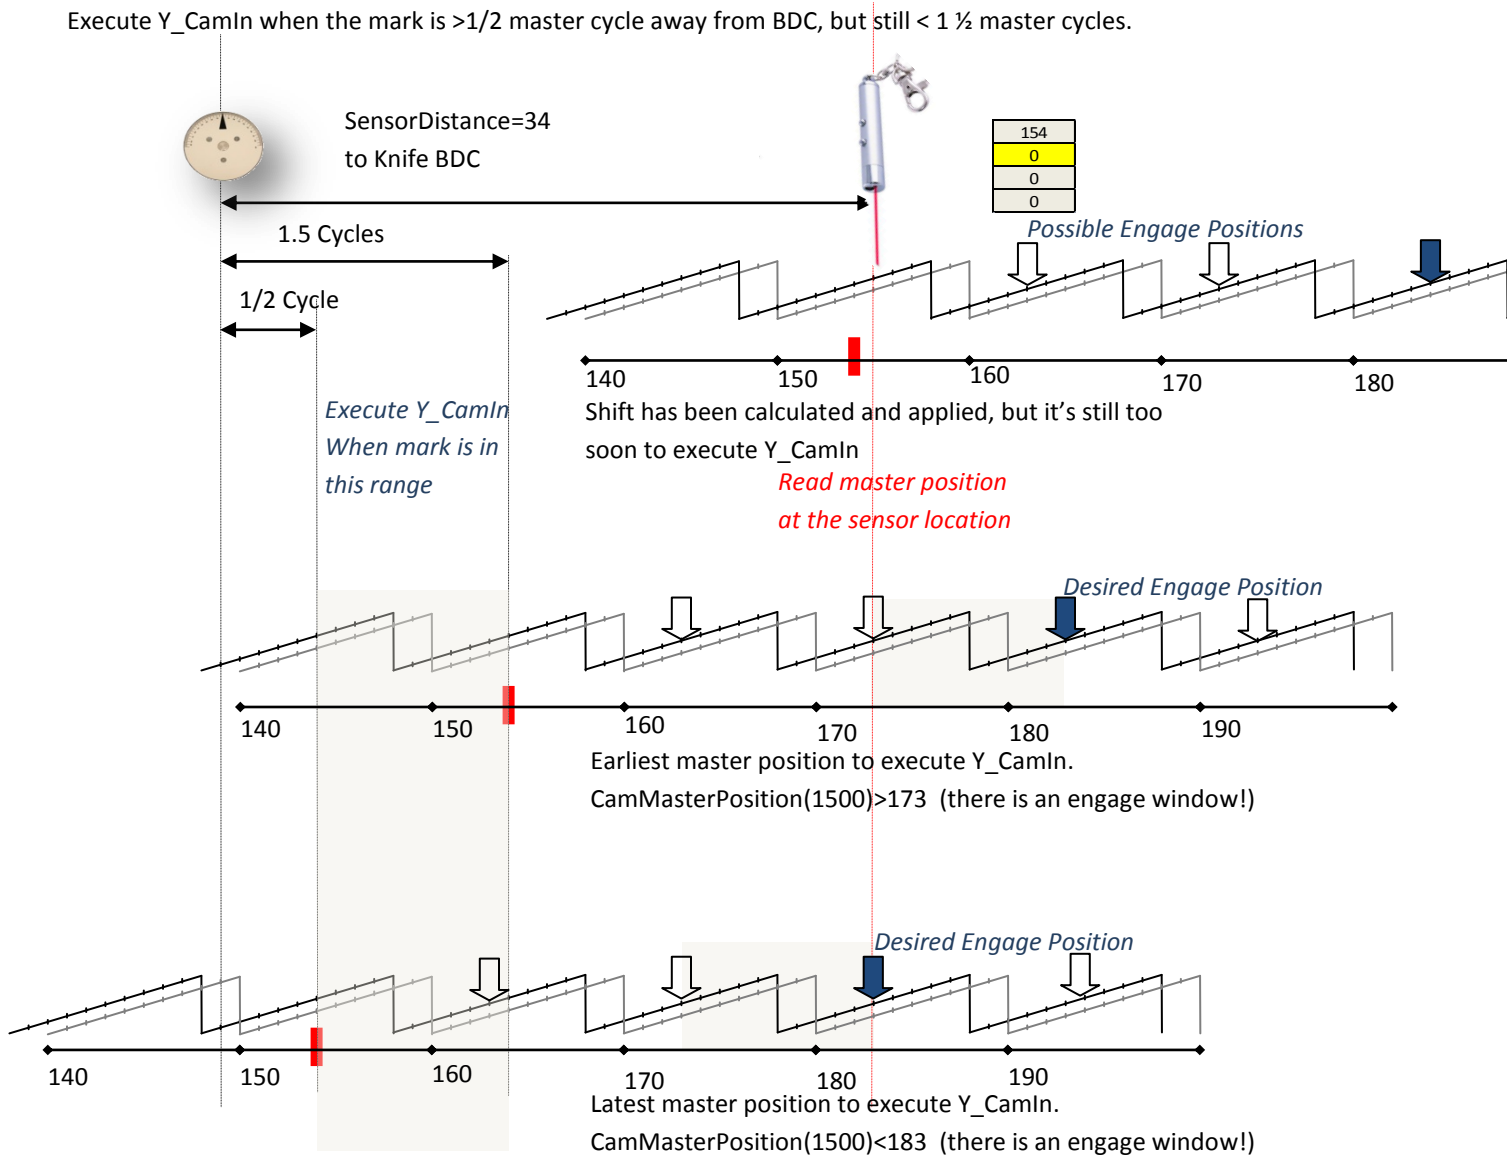 Execute Y_CamIn when the mark is >1/2 master cycle away from BDC, but still < 1 ½ master cycles.
SensorDistance=34
to Knife BDC
154
0
0
0
1.5 Cycles
Possible Engage Positions
1/2 Cycle
140
150
160
170
180
Execute Y_CamIn
When mark is in
this range
Shift has been calculated and applied, but it's still too
soon to execute Y_CamIn
Read master position
at the sensor location
Desired Engage Position
140
150
160
170
180
190
Earliest master position to execute Y_CamIn.
CamMasterPosition(1500)>173 (there is an engage window!)
Desired Engage Position
140
150
160
170
180
190
Latest master position to execute Y_CamIn.
CamMasterPosition(1500)<183 (there is an engage window!)